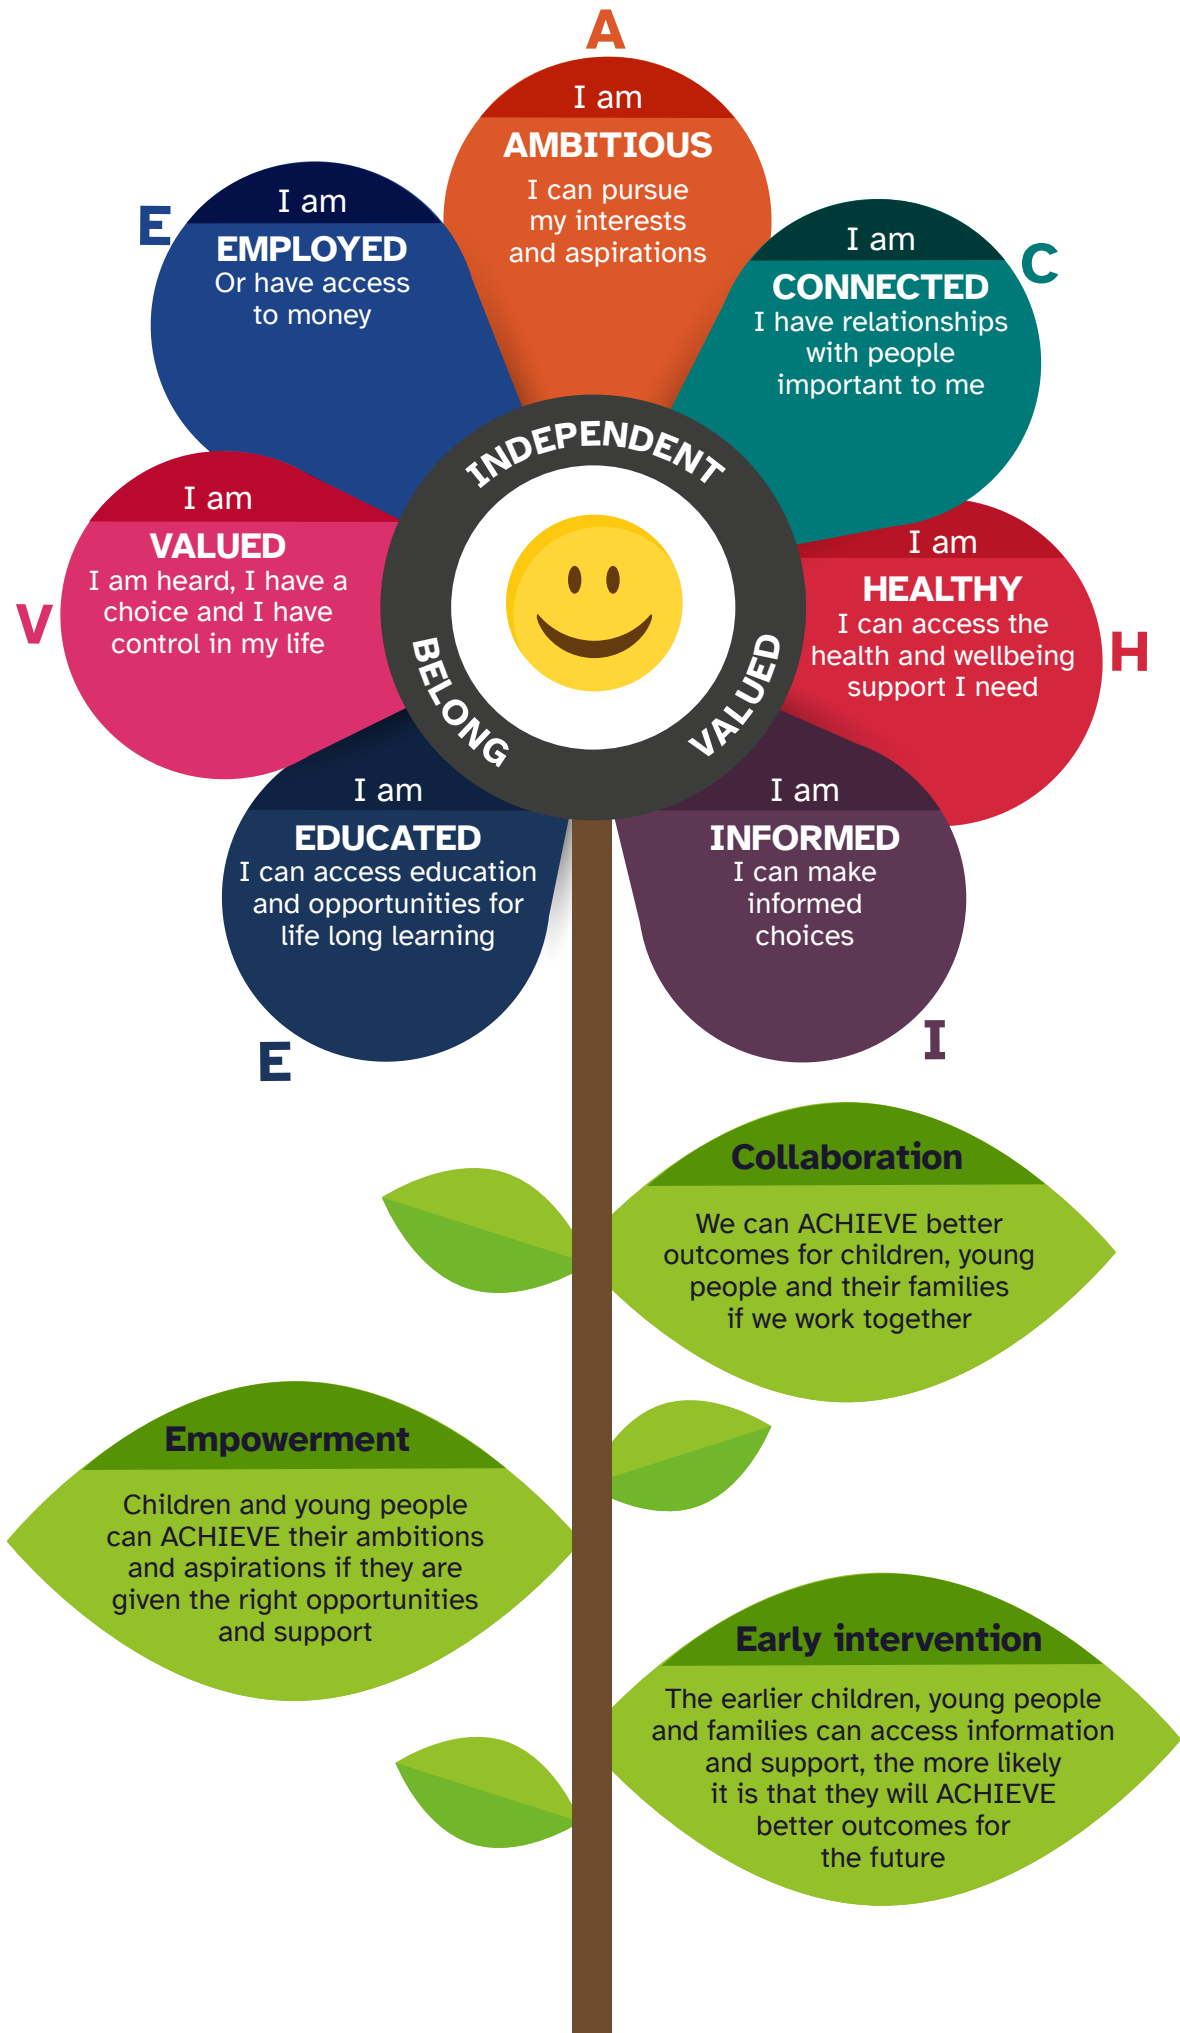 A
I am
AMBITIOUS
I can pursue
my interests
and aspirations
C
I am
CONNECTED
I have relationships
with people
important to me
H
I am
HEALTHY
I can access the
health and wellbeing
support I need
I
I am
INFORMED
I can make
informed
choices
E
I am
EDUCATED
I can access education
and opportunities for
life long learning
V
I am
VALUED
I am heard, I have a
choice and I have
control in my life
E
I am
EMPLOYED
Or have access
to money
INDEPENDENT
VALUED
BELONG
Collaboration
We can ACHIEVE better
outcomes for children, young
people and their families
if we work together
Empowerment
Children and young people
can ACHIEVE their ambitions
and aspirations if they are
given the right opportunities
and support
Early intervention
The earlier children, young people
and families can access information
and support, the more likely
it is that they will ACHIEVE
better outcomes for
the future